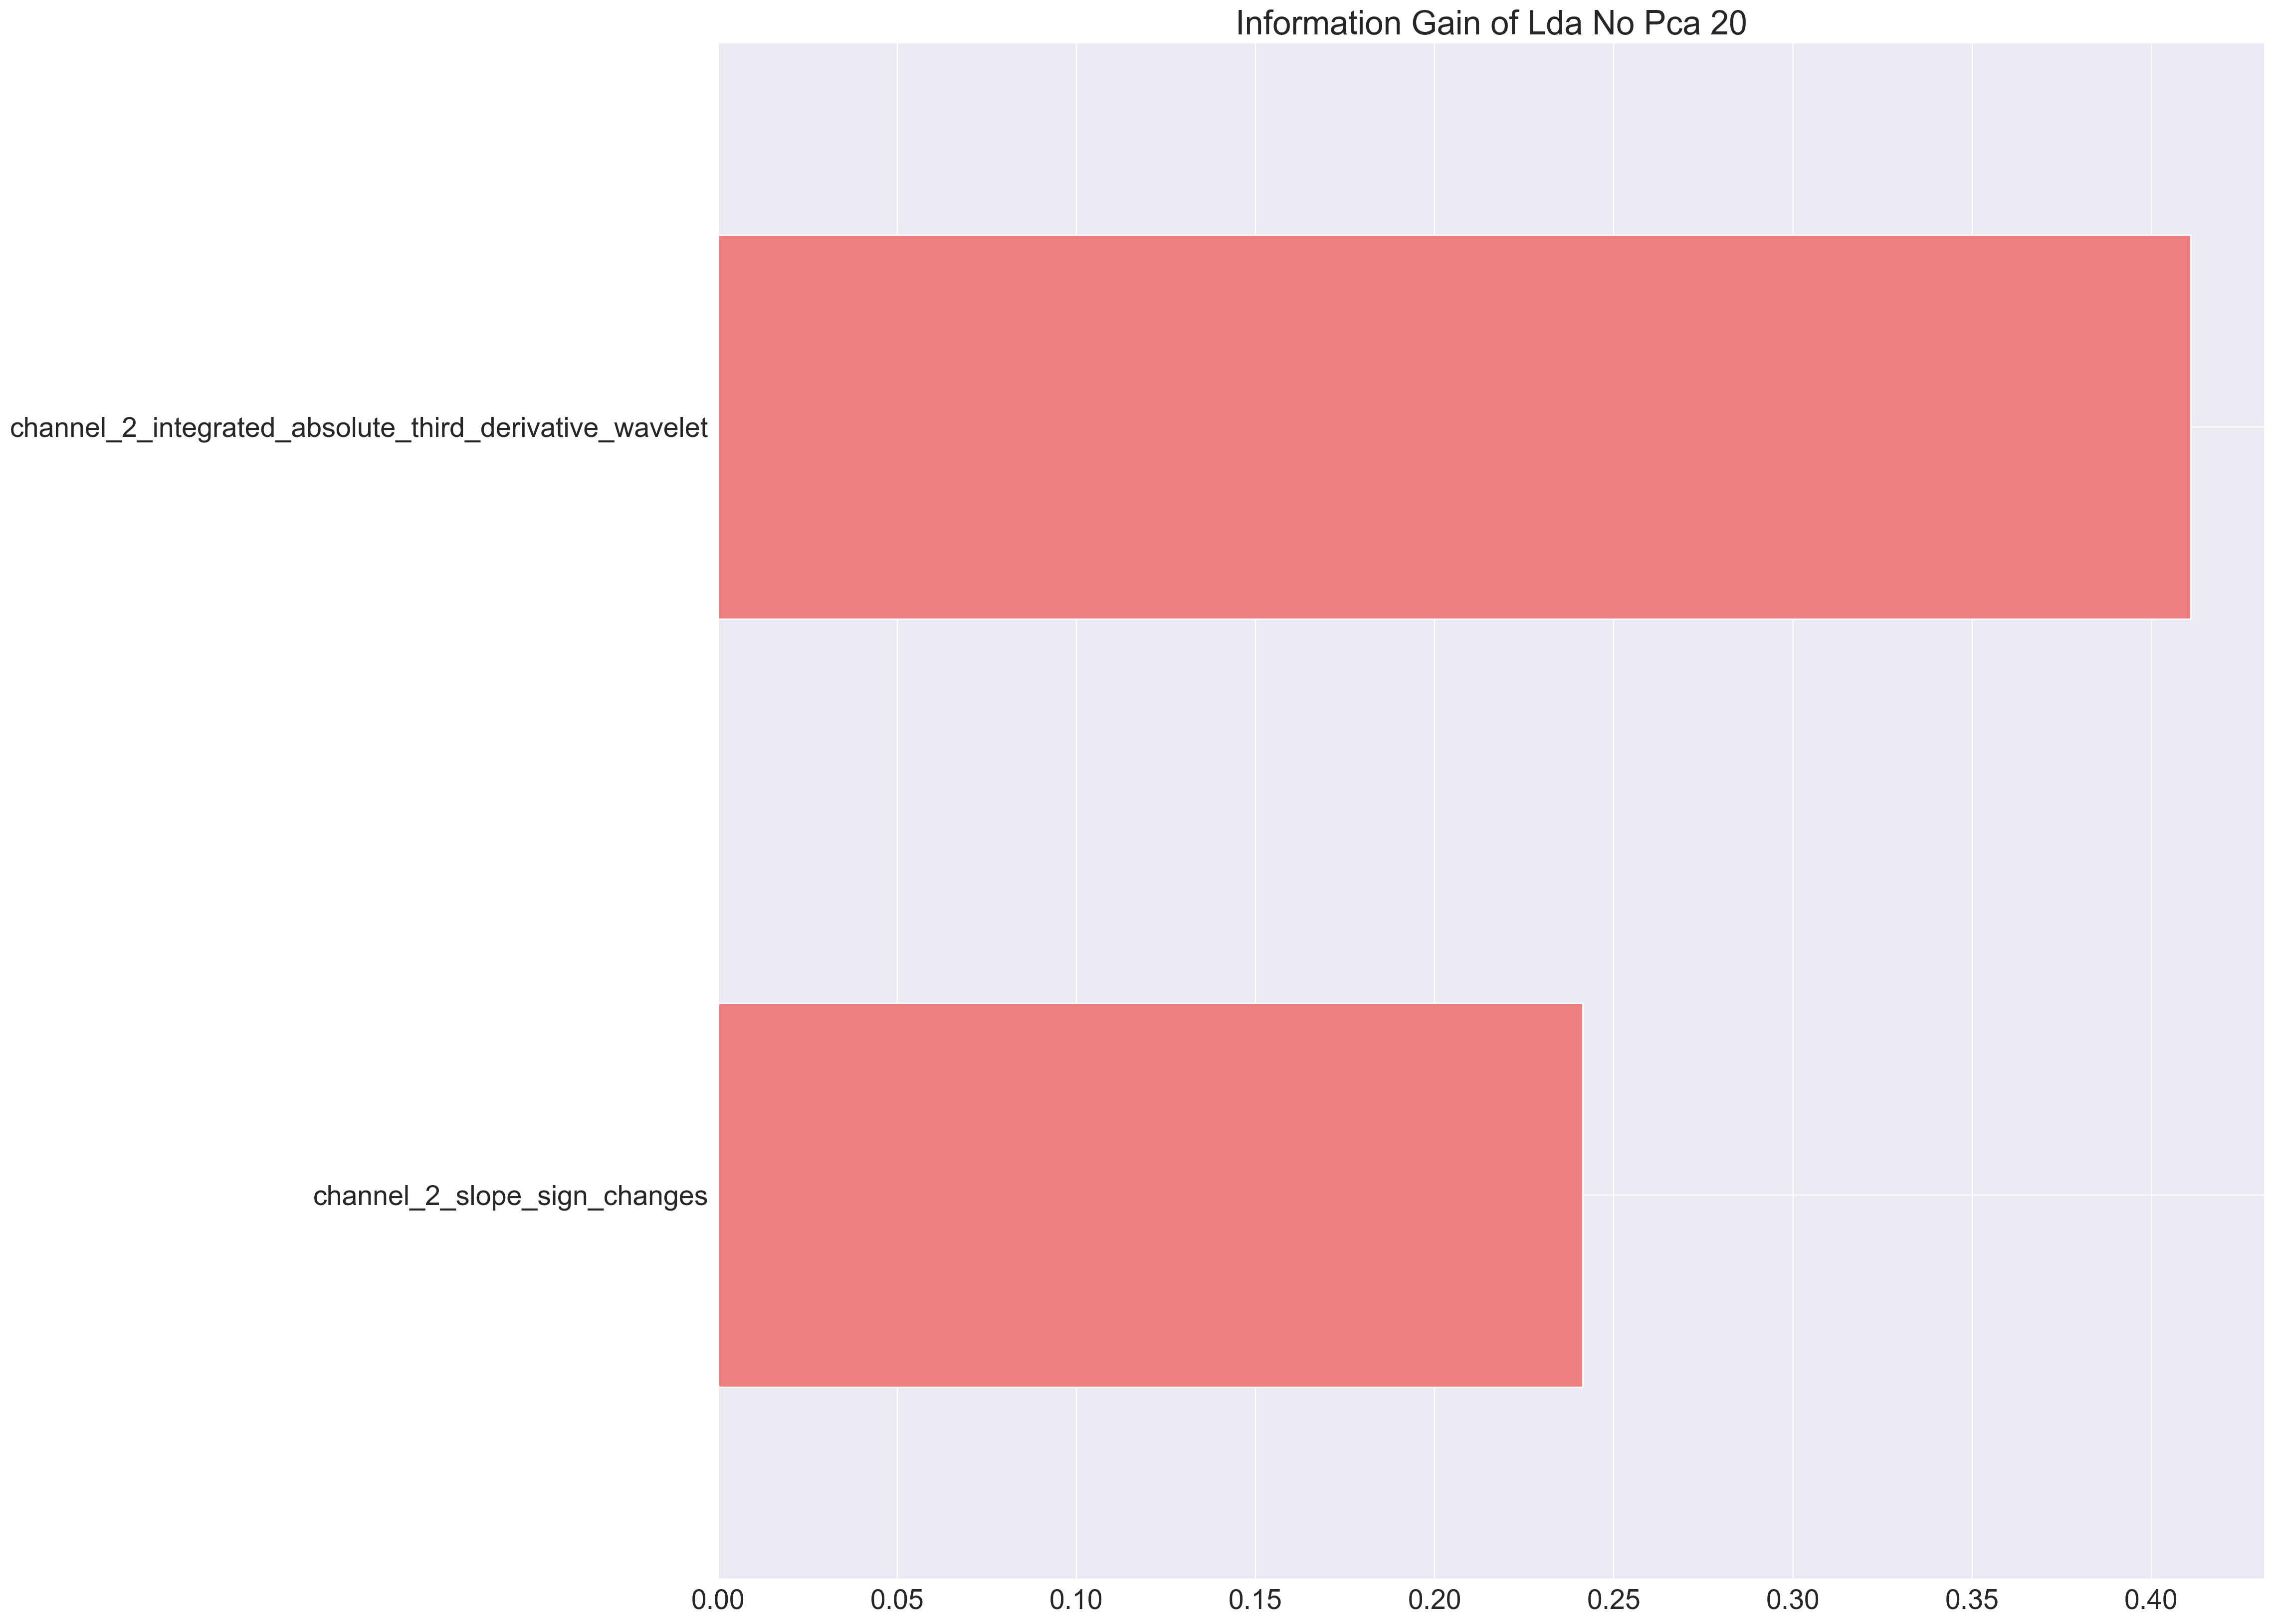 Information Gain of Lda No Pca 20
channel_2_integrated_absolute_third_derivative_wavelet
channel_2_slope_sign_changes
0.00 0.05 0.10 0.15 0.20 0.25 0.30 0.35 0.40